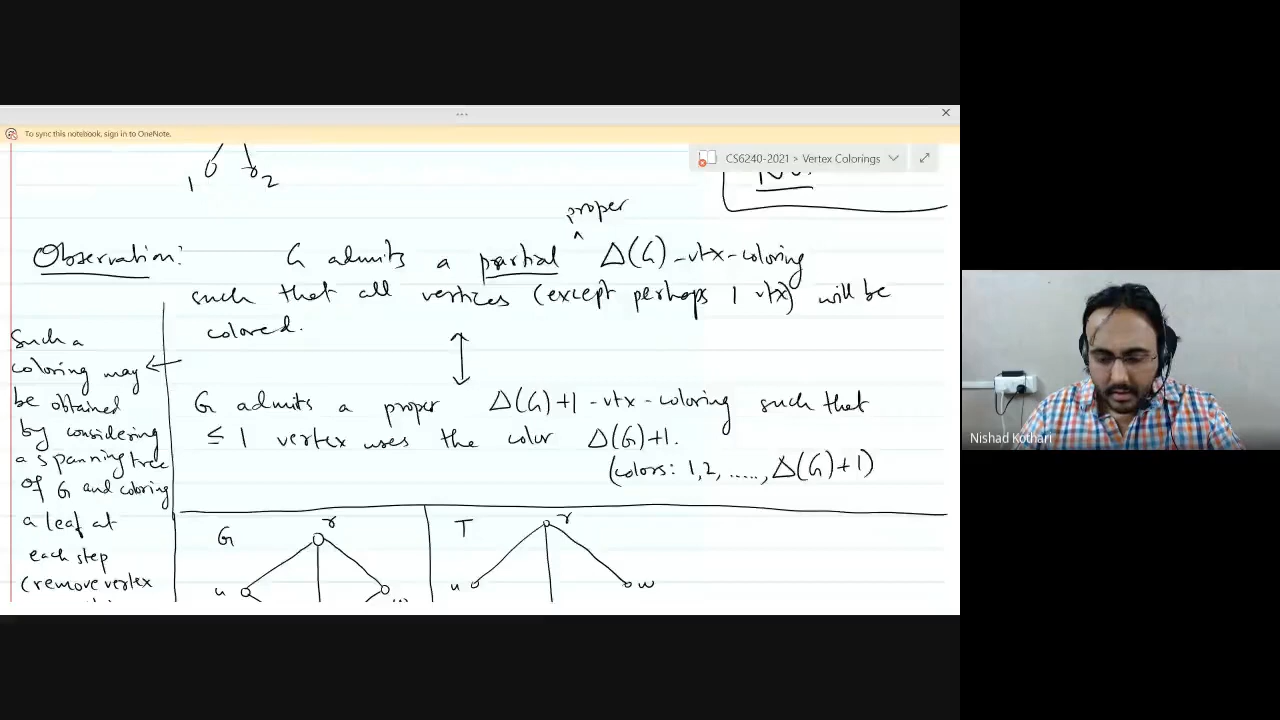 To sync this notebook, sign in to OneNote.
CS6240-2021 > Vertex Colorings
1 2
proper
Observation: G admits a partial ^ Δ(G)-vtx-coloring
such that all vertices (except perhaps 1 vtx) will be
colored.
Such a
coloring may
be obtained
by considering
a spanning tree
of G and coloring
a leaf at
each step
(remove vertex
G admits a proper Δ(G)+1-vtx-coloring such that
≤ 1 vertex uses the color Δ(G)+1.
(colors: 1,2, ....., Δ(G)+1)
G r
u
T r
u w
Nishad Kothari